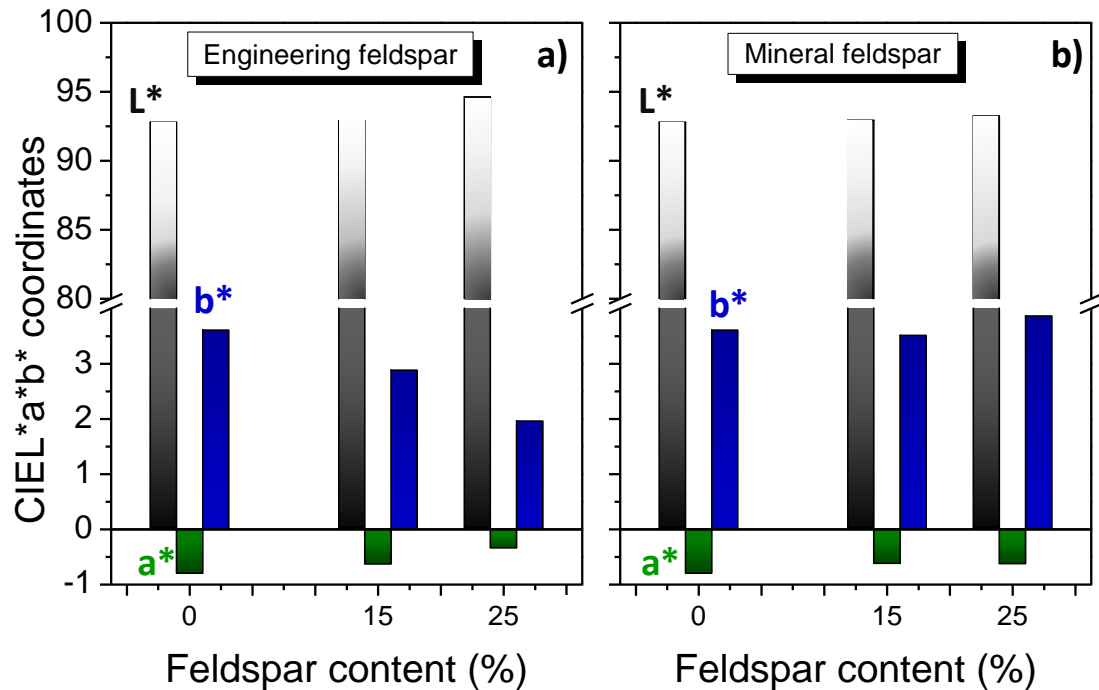 CIEL*a*b* coordinates
100
95
90
85
80
3
2
1
0
-1
Engineering feldspar
a)
L*
b*
a*
0
15
25
Feldspar content (%)
Mineral feldspar
b)
L*
b*
a*
0
15
25
Feldspar content (%)